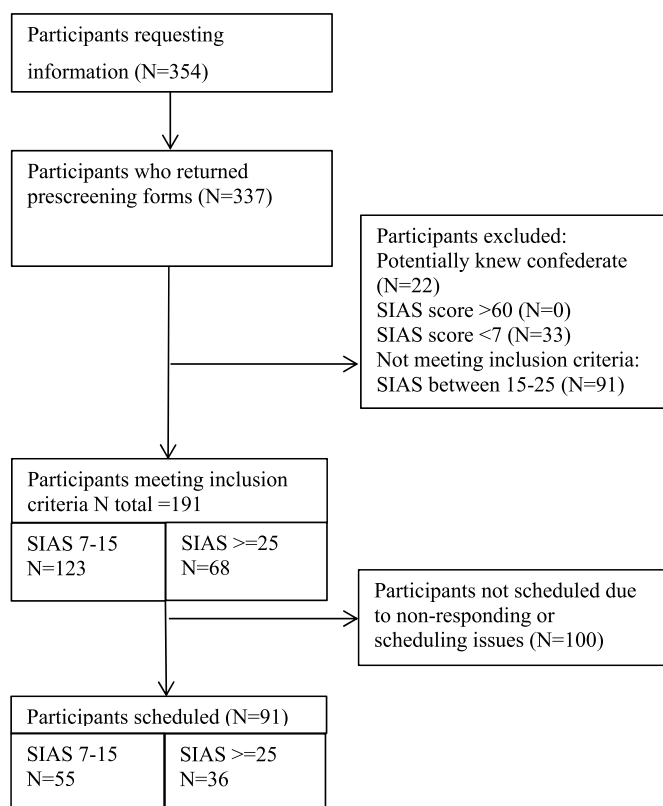 Participants requesting
information (N=354)
Participants who returned
prescreening forms (N=337)
Participants excluded:
Potentially knew confederate
(N=22)
SIAS score >60 (N=0)
SIAS score <7 (N=33)
Not meeting inclusion criteria:
SIAS between 15-25 (N=91)
Participants meeting inclusion
criteria N total =191
SIAS 7-15
N=123
SIAS >=25
N=68
Participants not scheduled due
to non-responding or
scheduling issues (N=100)
Participants scheduled (N=91)
SIAS 7-15
N=55
SIAS >=25
N=36